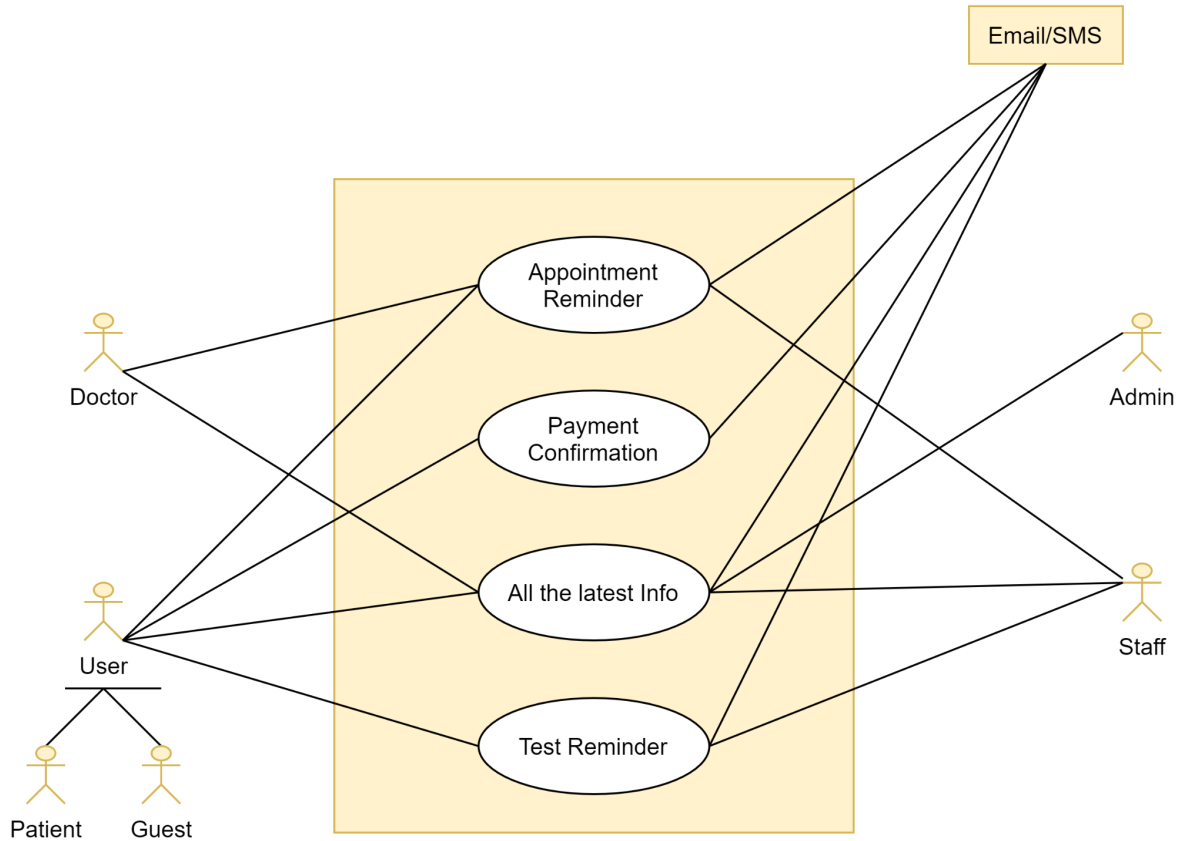 Email/SMS
Appointment
Reminder
Doctor
Admin
Payment
Confirmation
All the latest Info
User
Staff
Test Reminder
Patient
Guest